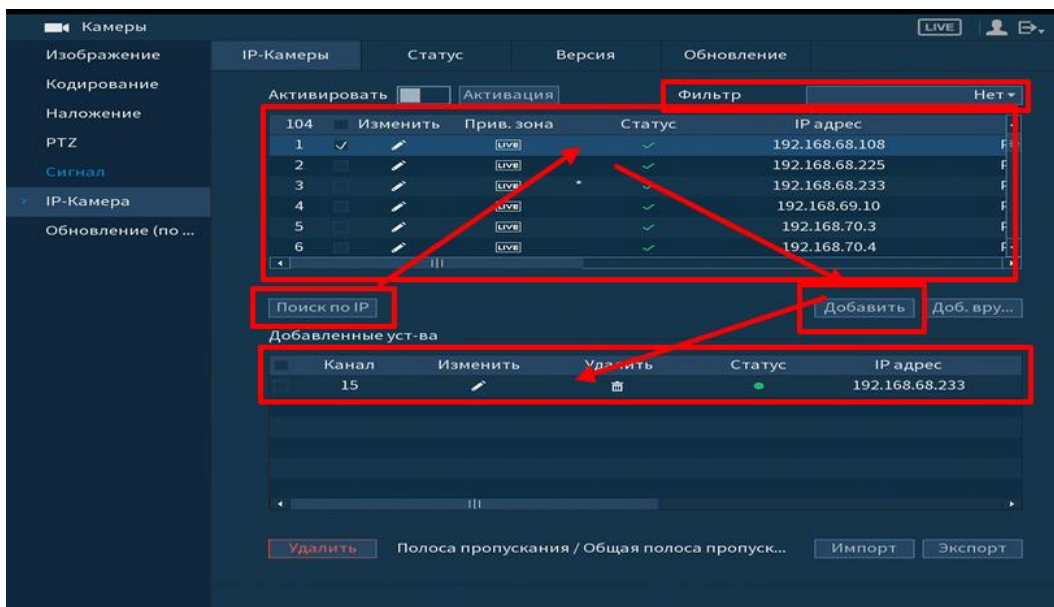 Камеры LIVE
Изображение
Кодирование
Наложение
PTZ
Сигнал
IP-Камера
Обновление (по ...
IP-Камеры Статус Версия Обновление
Активировать Активация Фильтр Нет
104 Изменить Прив. зона Статус IP адрес
1 LIVE 192.168.68.108
2 LIVE 192.168.68.225
3 LIVE 192.168.68.233
4 LIVE 192.168.69.10
5 LIVE 192.168.70.3
6 LIVE 192.168.70.4
Поиск по IP Добавить Доб. вру...
Добавленные уст-ва
Канал Изменить Удалить Статус IP адрес
15 192.168.68.233
Удалить Полоса пропускания / Общая полоса пропуск... Импорт Экспорт